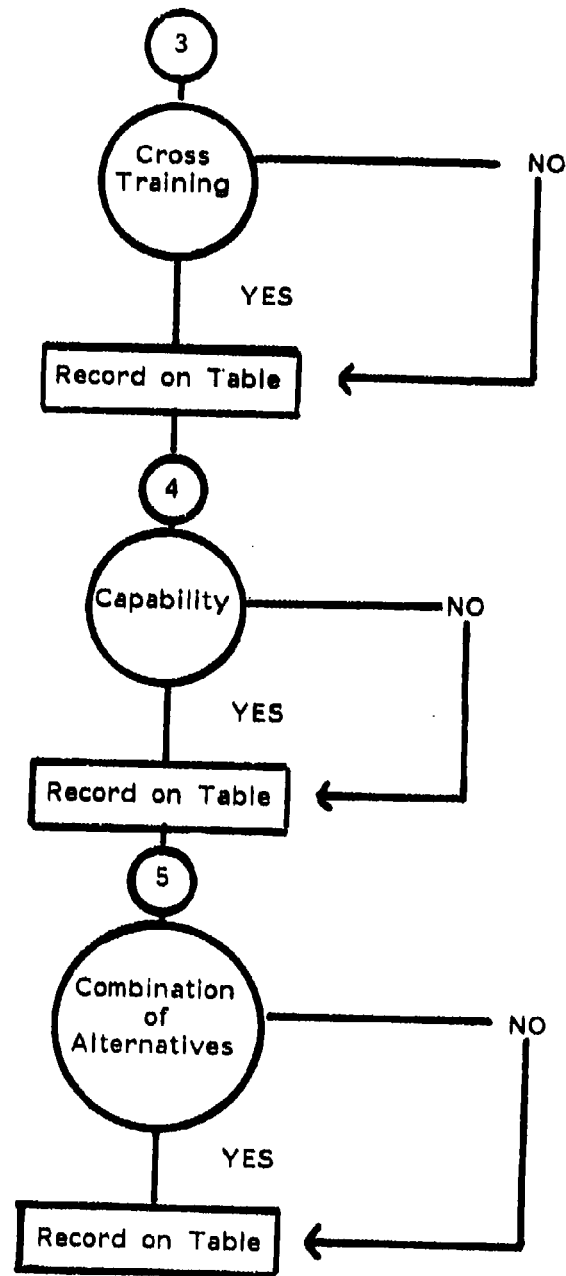 3
Cross
Training
NO
YES
Record on Table
4
Capability
NO
YES
Record on Table
5
Combination
of
Alternatives
NO
YES
Record on Table